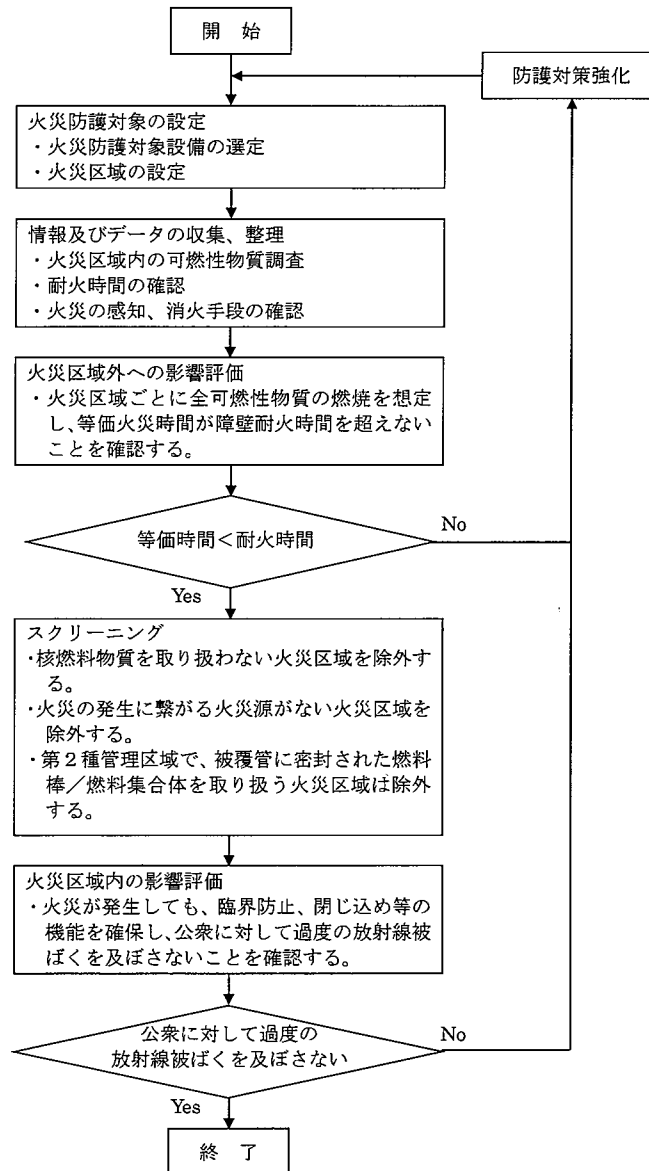 開　始
防護対策強化
火災防護対象の設定
・火災防護対象設備の選定
・火災区域の設定
情報及びデータの収集、整理
・火災区域内の可燃性物質調査
・耐火時間の確認
・火災の感知、消火手段の確認
火災区域外への影響評価
・火災区域ごとに全可燃性物質の燃焼を想定
し、等価火災時間が障壁耐火時間を超えない
ことを確認する。
等価時間＜耐火時間
No
Yes
スクリーニング
・核燃料物質を取り扱わない火災区域を除外す
る。
・火災の発生に繋がる火災源がない火災区域を
除外する。
・第２種管理区域で、被覆管に密封された燃料
棒／燃料集合体を取り扱う火災区域は除外
する。
火災区域内の影響評価
・火災が発生しても、臨界防止、閉じ込め等の
機能を確保し、公衆に対して過度の放射線被
ばくを及ぼさないことを確認する。
公衆に対して過度の
放射線被ばくを及ぼさない
No
Yes
終　了